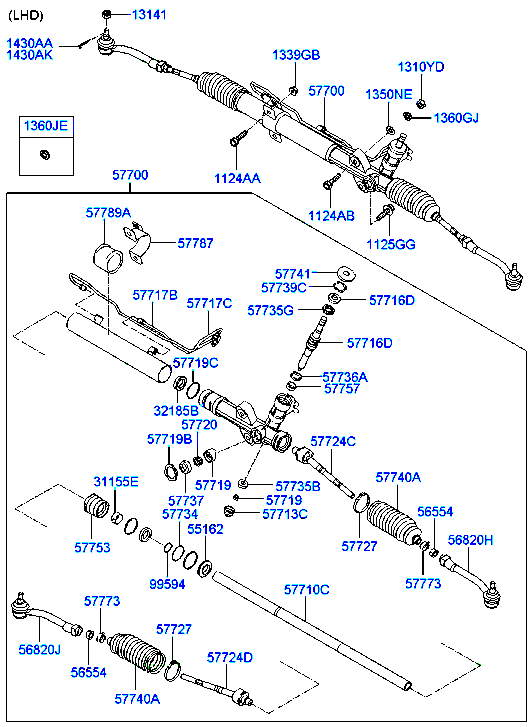 (LHD)
13141
1430AA
1430AK
1339GB
1310YD
57700
1350NE
1360GJ
1360JE
1124AA
57700
1124AB
1125GG
57789A
57787
57741
57739C
57717B
57717C
57716D
57735G
57716D
57719C
57736A
57757
32185B
57720
57719B
57724C
57719
57735B
57740A
31155E
57737
57719
56554
57734
55162
57713C
56820H
57753
57727
57773
99594
57710C
57773
57727
56820J
57724D
56554
57740A